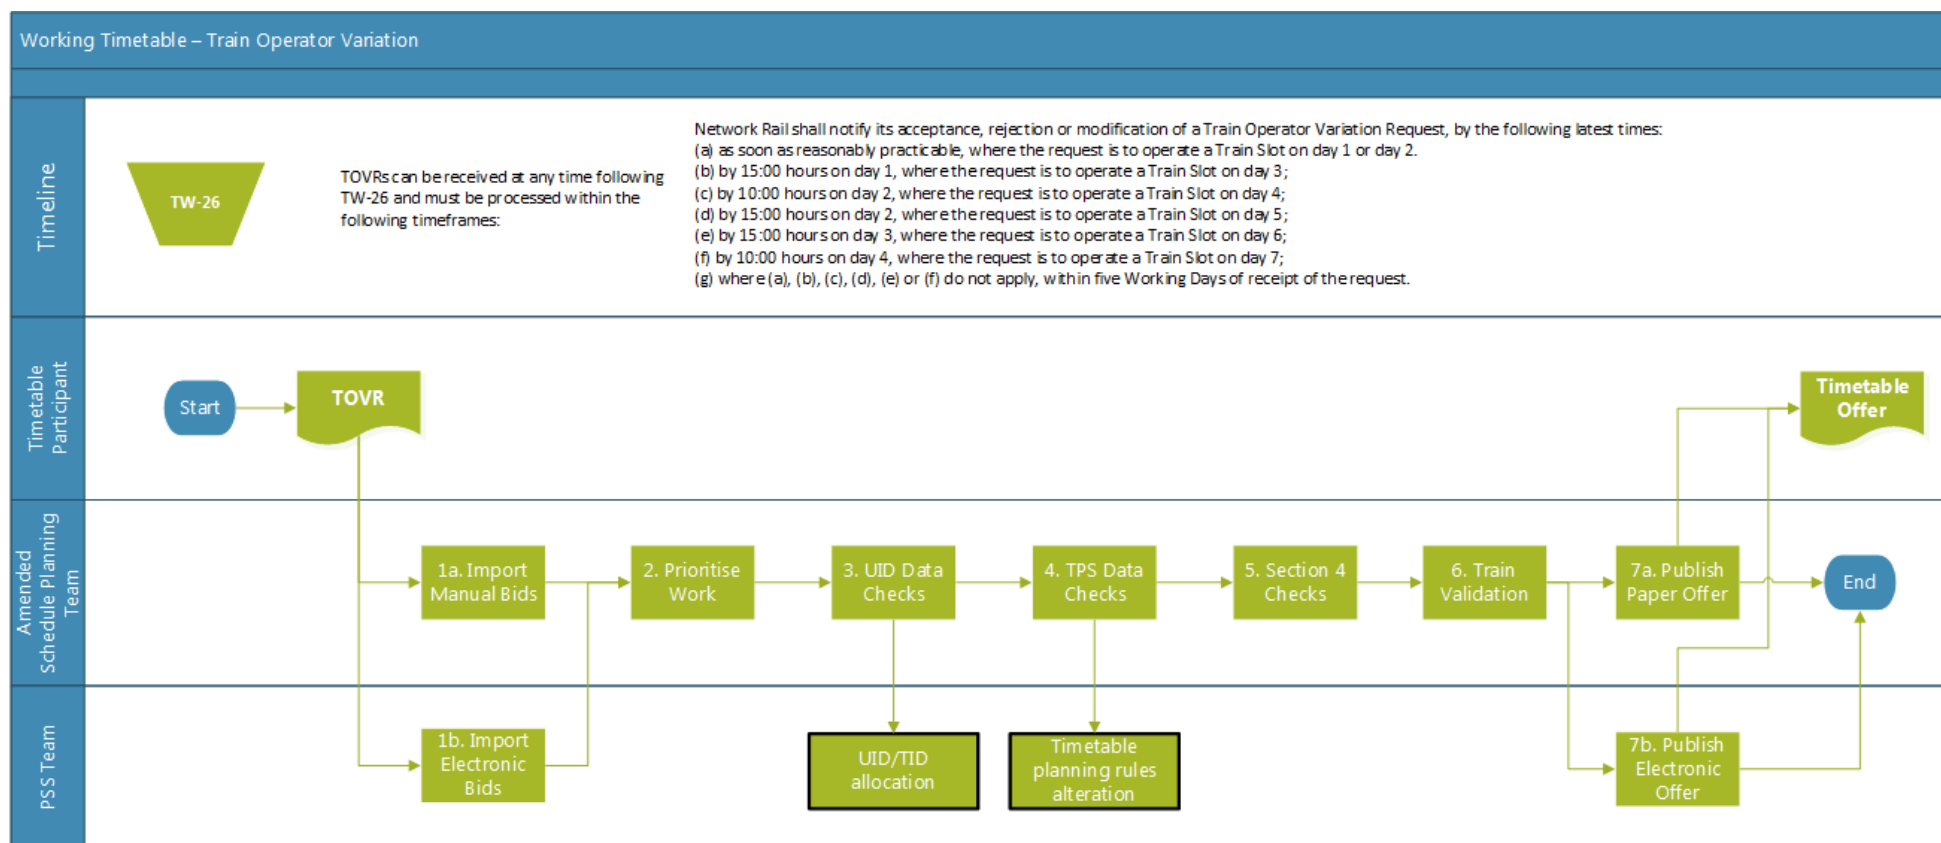 Working Timetable – Train Operator Variation
Timeline
TW-26
TOVRs can be received at any time following
TW-26 and must be processed within the
following timeframes:
Network Rail shall notify its acceptance, rejection or modification of a Train Operator Variation Request, by the following latest times:
(a) as soon as reasonably practicable, where the request is to operate a Train Slot on day 1 or day 2.
(b) by 15:00 hours on day 1, where the request is to operate a Train Slot on day 3;
(c) by 10:00 hours on day 2, where the request is to operate a Train Slot on day 4;
(d) by 15:00 hours on day 2, where the request is to operate a Train Slot on day 5;
(e) by 15:00 hours on day 3, where the request is to operate a Train Slot on day 6;
(f) by 10:00 hours on day 4, where the request is to operate a Train Slot on day 7;
(g) where (a), (b), (c), (d), (e) or (f) do not apply, within five Working Days of receipt of the request.
Timetable
Participant
Start
TOVR
Timetable
Offer
Amended
Schedule Planning
Team
1a. Import
Manual Bids
2. Prioritise
Work
3. UID Data
Checks
4. TPS Data
Checks
5. Section 4
Checks
6. Train
Validation
7a. Publish
Paper Offer
End
PSS Team
1b. Import
Electronic
Bids
UID/TID
allocation
Timetable
planning rules
alteration
7b. Publish
Electronic
Offer